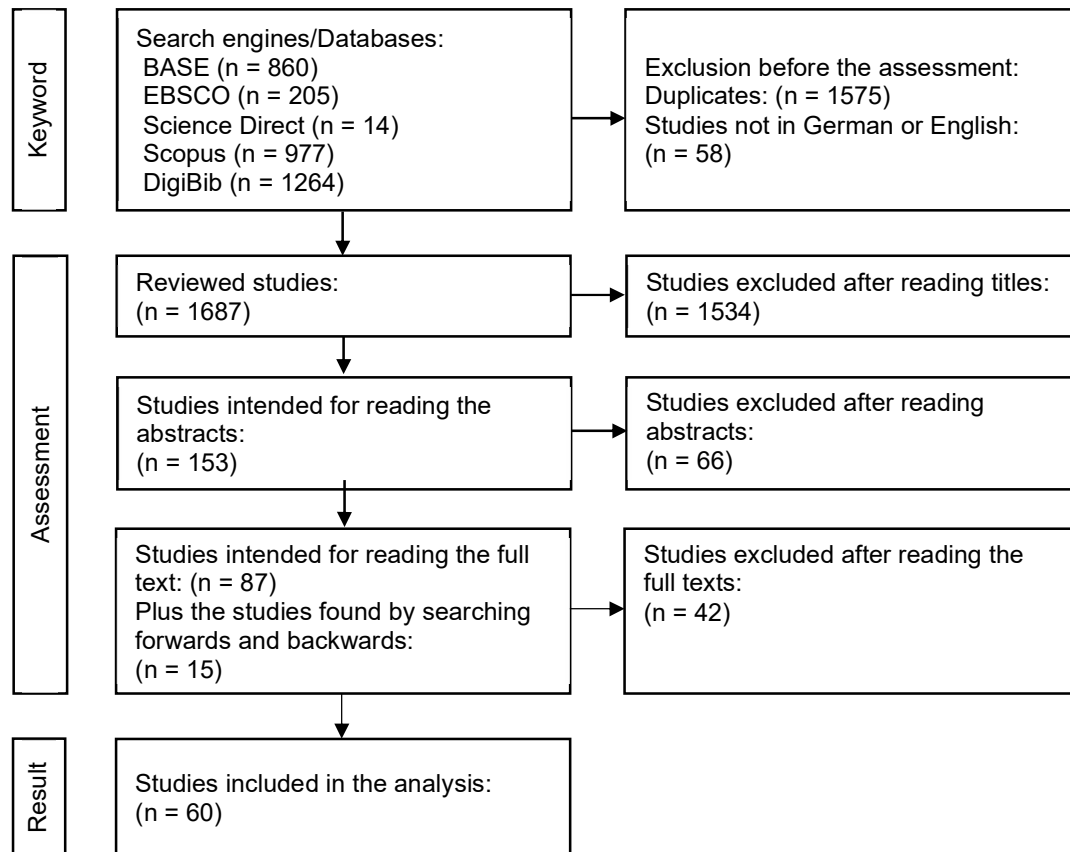 Keyword
Search engines/Databases:
BASE (n = 860)
EBSCO (n = 205)
Science Direct (n = 14)
Scopus (n = 977)
DigiBib (n = 1264)
Exclusion before the assessment:
Duplicates: (n = 1575)
Studies not in German or English:
(n = 58)
Assessment
Reviewed studies:
(n = 1687)
Studies excluded after reading titles:
(n = 1534)
Studies intended for reading the
abstracts:
(n = 153)
Studies excluded after reading
abstracts:
(n = 66)
Studies intended for reading the full
text: (n = 87)
Plus the studies found by searching
forwards and backwards:
(n = 15)
Studies excluded after reading the
full texts:
(n = 42)
Result
Studies included in the analysis:
(n = 60)